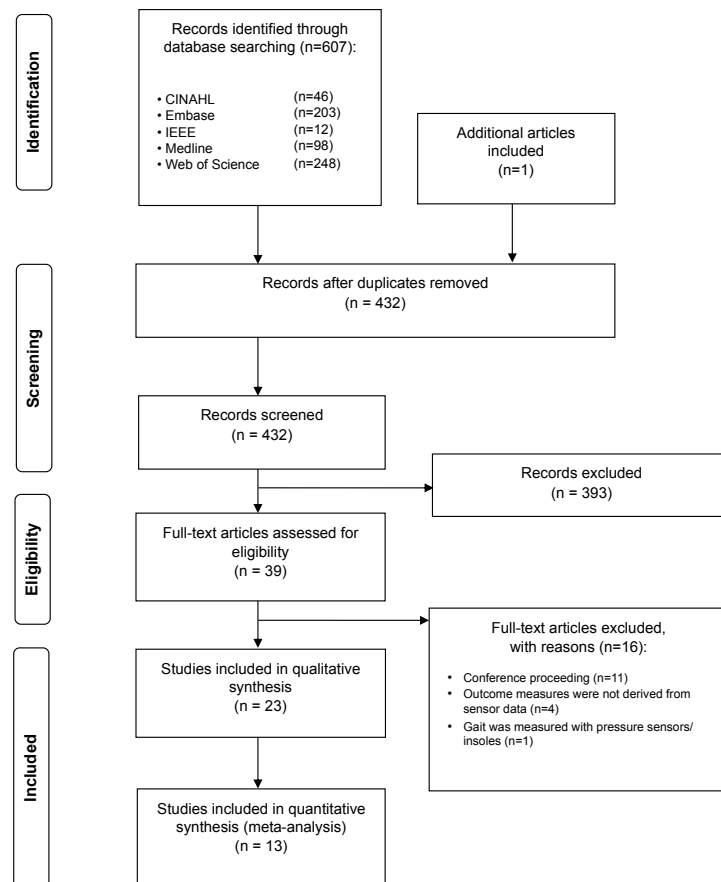 Identification
Records identified through
database searching (n=607):
• CINAHL (n=46)
• Embase (n=203)
• IEEE (n=12)
• Medline (n=98)
• Web of Science (n=248)
Additional articles
included
(n=1)
Screening
Records after duplicates removed
(n = 432)
Records screened
(n = 432)
Records excluded
(n = 393)
Eligibility
Full-text articles assessed for
eligibility
(n = 39)
Full-text articles excluded,
with reasons (n=16):
• Conference proceeding (n=11)
• Outcome measures were not derived from
sensor data (n=4)
• Gait was measured with pressure sensors/
insoles (n=1)
Included
Studies included in qualitative
synthesis
n = 23
Studies included in quantitative
synthesis (meta-analysis)
n = 13